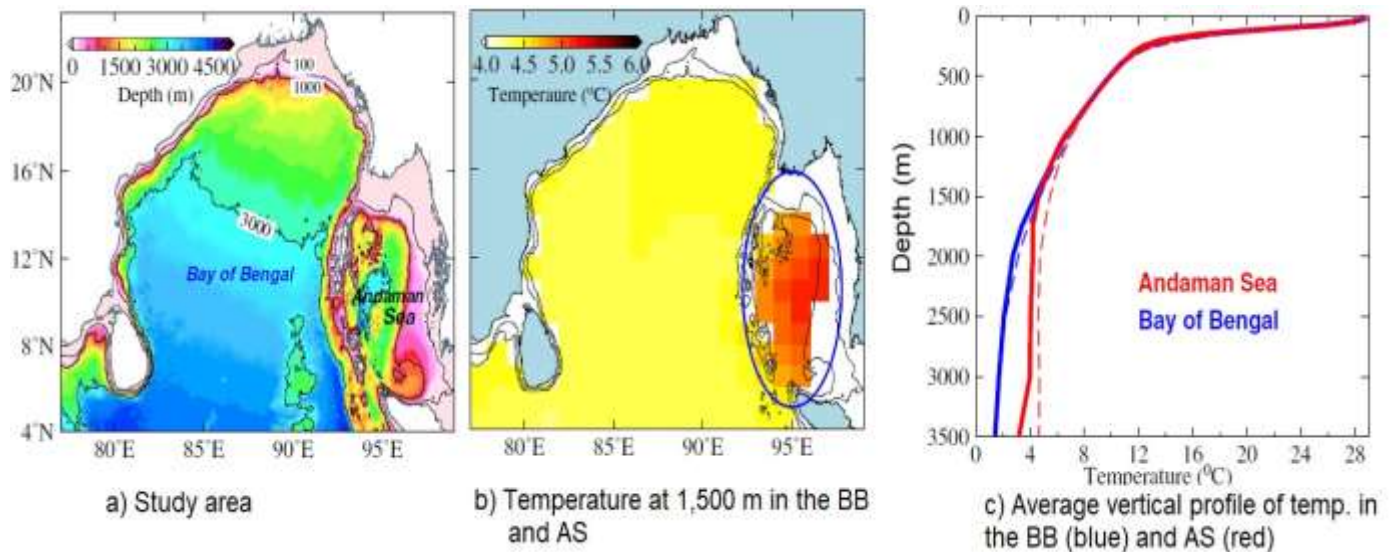 0 1500 3000 4500
Depth (m)
100
1000
3000
Bay of Bengal
Andaman
Sea
20°N
16°N
12°N
8°N
4°N
80°E 85°E 90°E 95°E
a) Study area
4.0 4.5 5.0 5.5 6.0
Temperaure (°C)
80°E 85°E 90°E 95°E
b) Temperature at 1,500 m in the BB
and AS
0
500
1000
1500
2000
2500
3000
3500
Depth (m)
Andaman Sea
Bay of Bengal
0 4 8 12 16 20 24 28
Temperature (⁰C)
c) Average vertical profile of temp. in
the BB (blue) and AS (red)